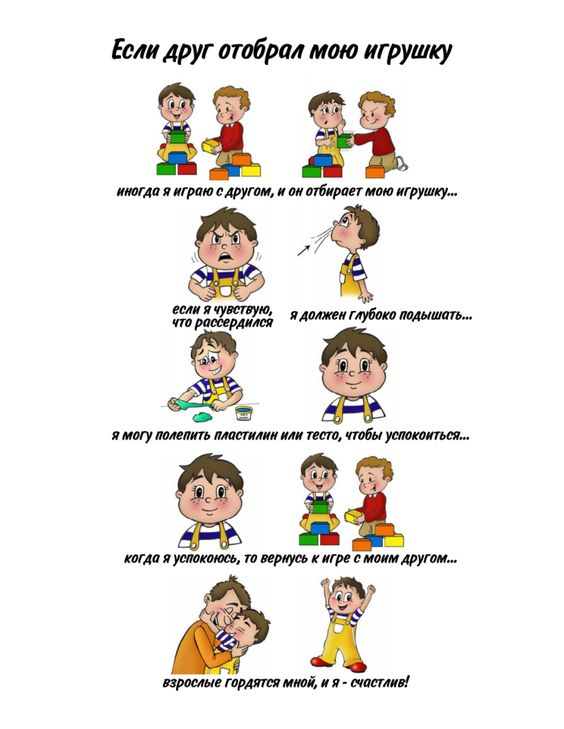 Если друг отобрал мою игрушку
иногда я играю с другом, и он отбирает мою игрушку...
если я чувствую,
что рассердился
я должен глубоко подышать...
я могу полепить пластилин или тесто, чтобы успокоиться...
когда я успокоюсь, то вернусь к игре с моим другом...
взрослые гордятся мной, и я - счастлив!